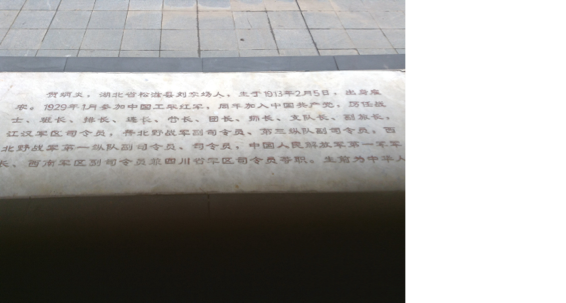 贺炳炎，湖北省松滋县刘家场人，生于1913年2月5日，出身雇
农。1929年1月参加中国工农红军，同年加入中国共产党，历任战
士、班长、排长、连长、营长、团长、师长、支队长、副旅长，
江汉军区司令员，晋北野战军副司令员、第三纵队副司令员，西
北野战军第一纵队副司令员、司令员，中国人民解放军第一军军
长、西南军区副司令员兼四川省军区司令员等职。生前为中华人